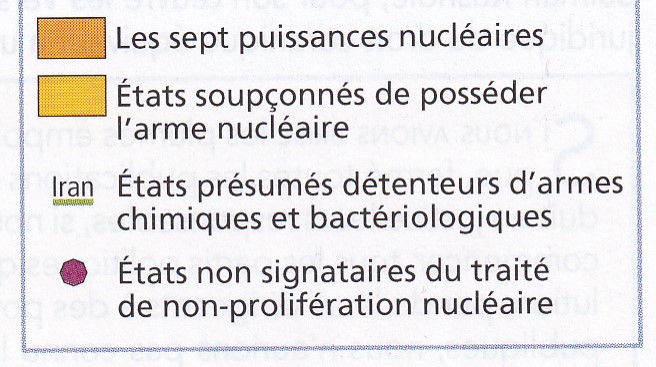 Les sept puissances nucléaires
États soupçonnés de posséder
l'arme nucléaire
Iran États présumés détenteurs d'armes
chimiques et bactériologiques
États non signataires du traité
de non-prolifération nucléaire